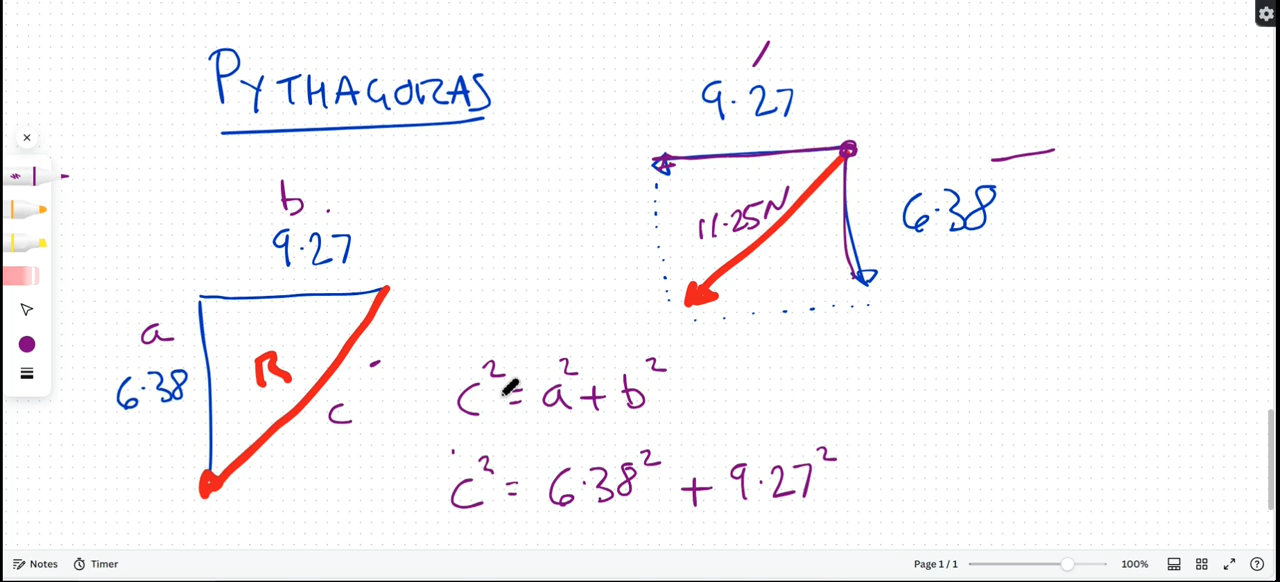 PYTHAGORAS
9.27
11.25N
6.38
b
9.27
a
6.38
R
c
c² = a² + b²
c² = 6.38² + 9.27²
Notes
Timer
Page 1 / 1
100%